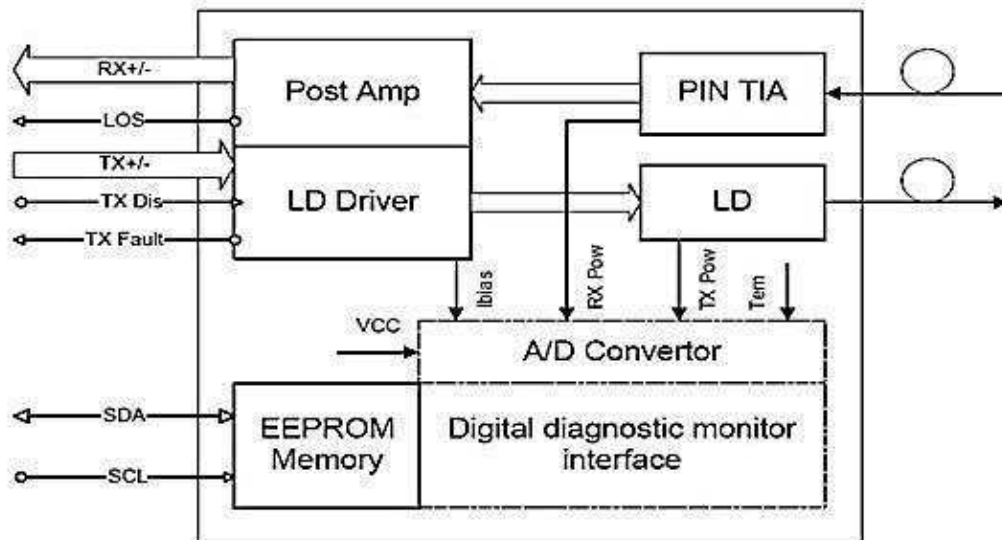 RX+/-
Post Amp
PIN TIA
LOS
TX+/-
TX Dis
LD Driver
LD
TX Fault
Ibias
RX Pow
TX Pow
Tem
VCC
A/D Convertor
SDA
EEPROM
Memory
Digital diagnostic monitor
interface
SCL